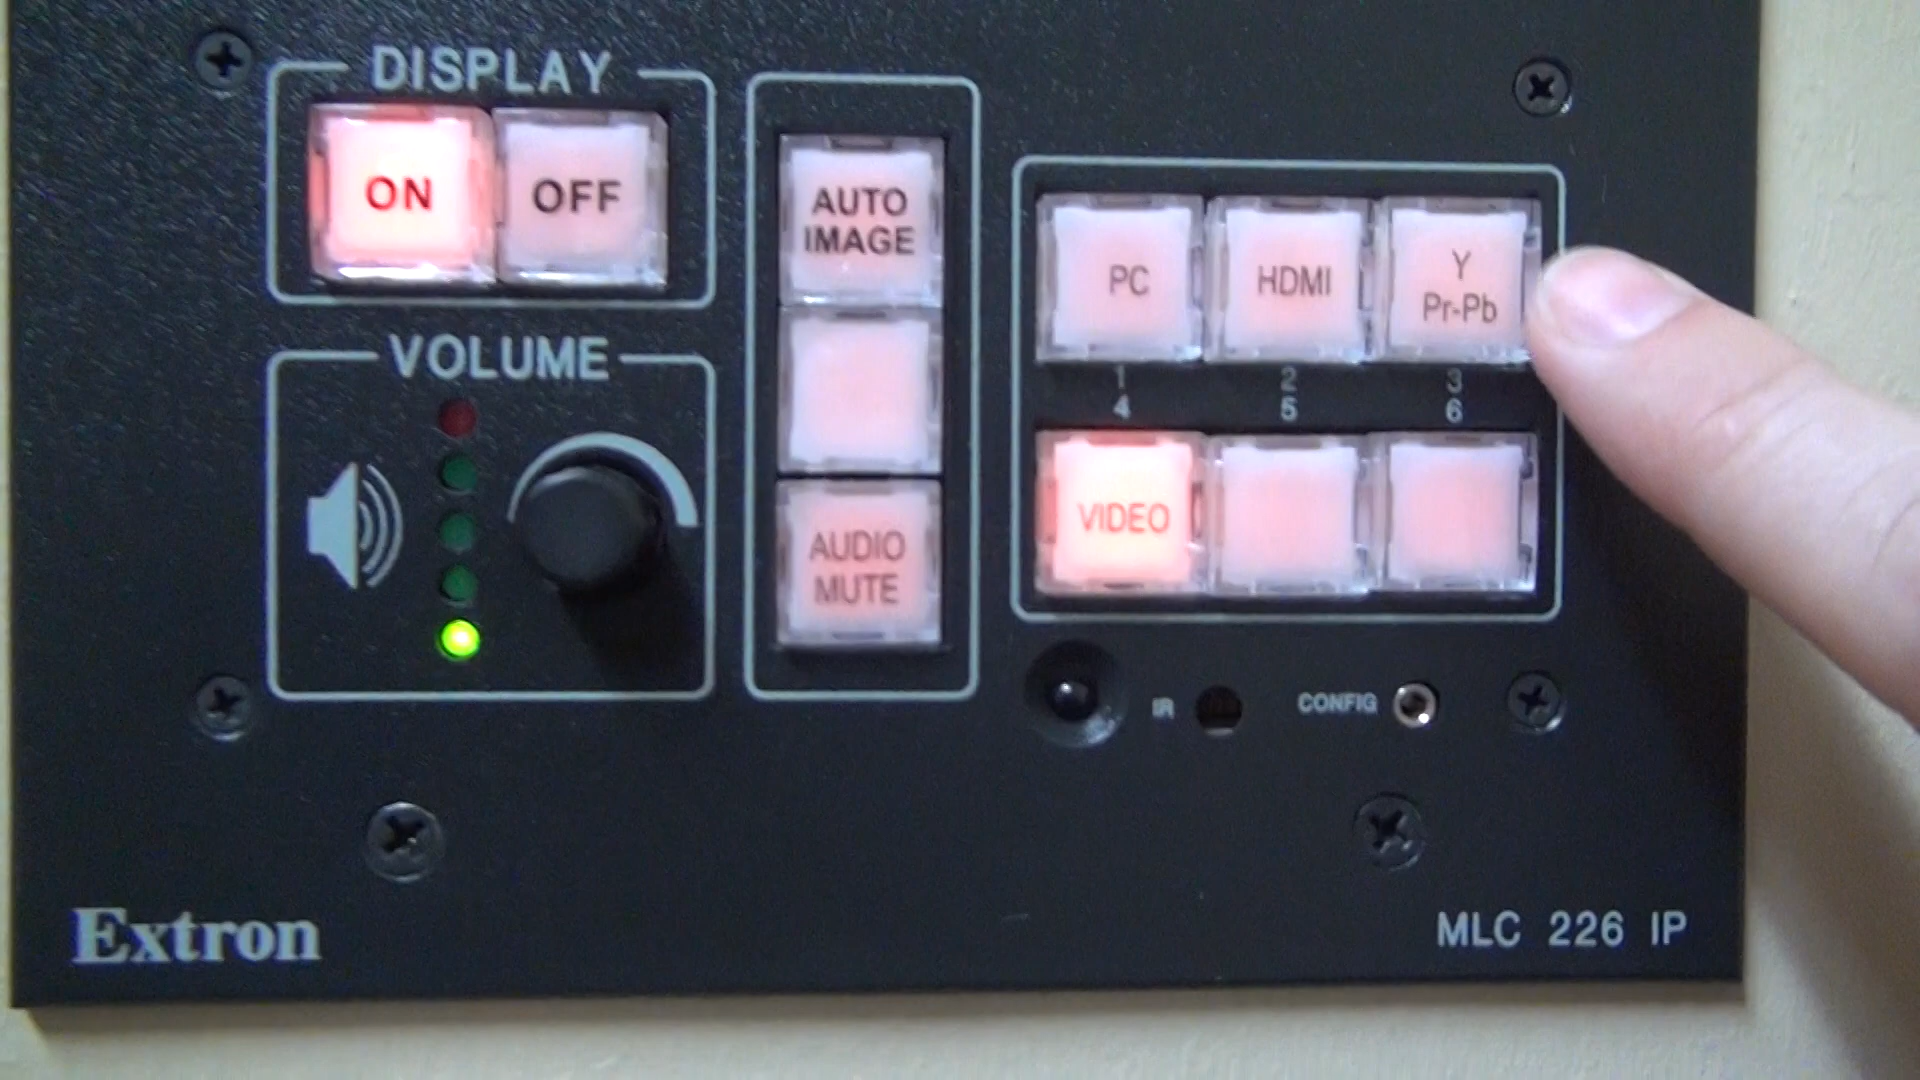 DISPLAY
ON
OFF
VOLUME
AUTO
IMAGE
AUDIO
MUTE
PC
HDMI
Y
Pr-Pb
1
2
3
4
5
6
VIDEO
IR
CONFIG
Extron
MLC 226 IP